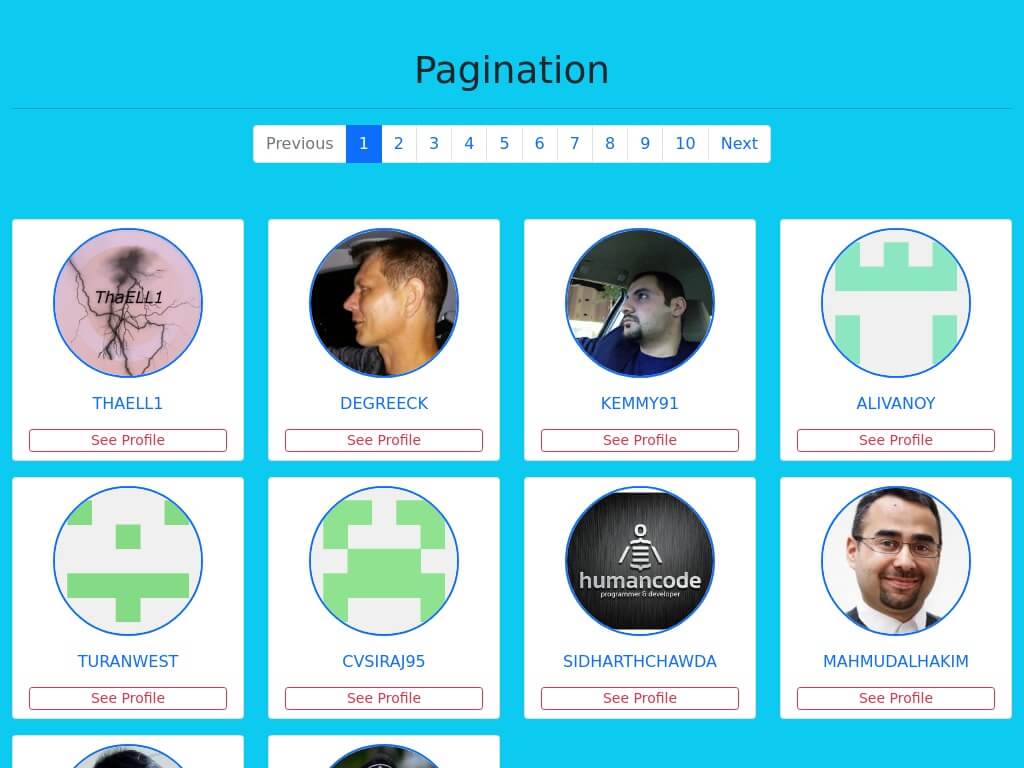 Pagination
Previous 1 2 3 4 5 6 7 8 9 10 Next
ThaELL1
THAELL1 DEGREECK KEMMY91 ALIVANOY
See Profile See Profile See Profile See Profile
humancode
programmer & developer
TURANWEST CVSIRAJ95 SIDHARTHCHAWDA MAHMUDALHAKIM
See Profile See Profile See Profile See Profile